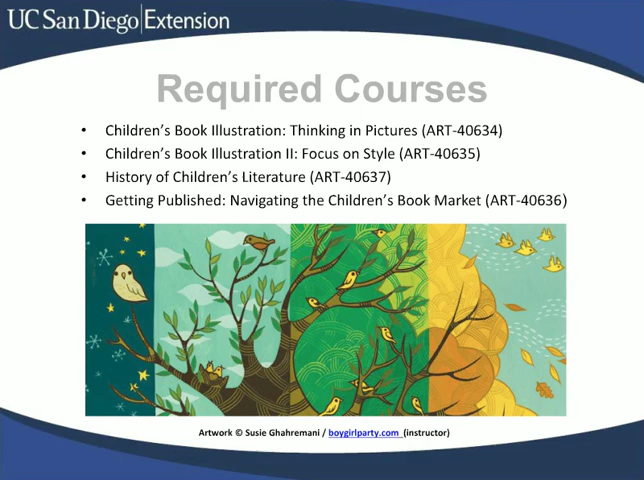 UC San Diego|Extension
Required Courses
• Children’s Book Illustration: Thinking in Pictures (ART-40634)
• Children’s Book Illustration II: Focus on Style (ART-40635)
• History of Children’s Literature (ART-40637)
• Getting Published: Navigating the Children’s Book Market (ART-40636)
Artwork © Susie Ghahremani / boygirlparty.com (instructor)